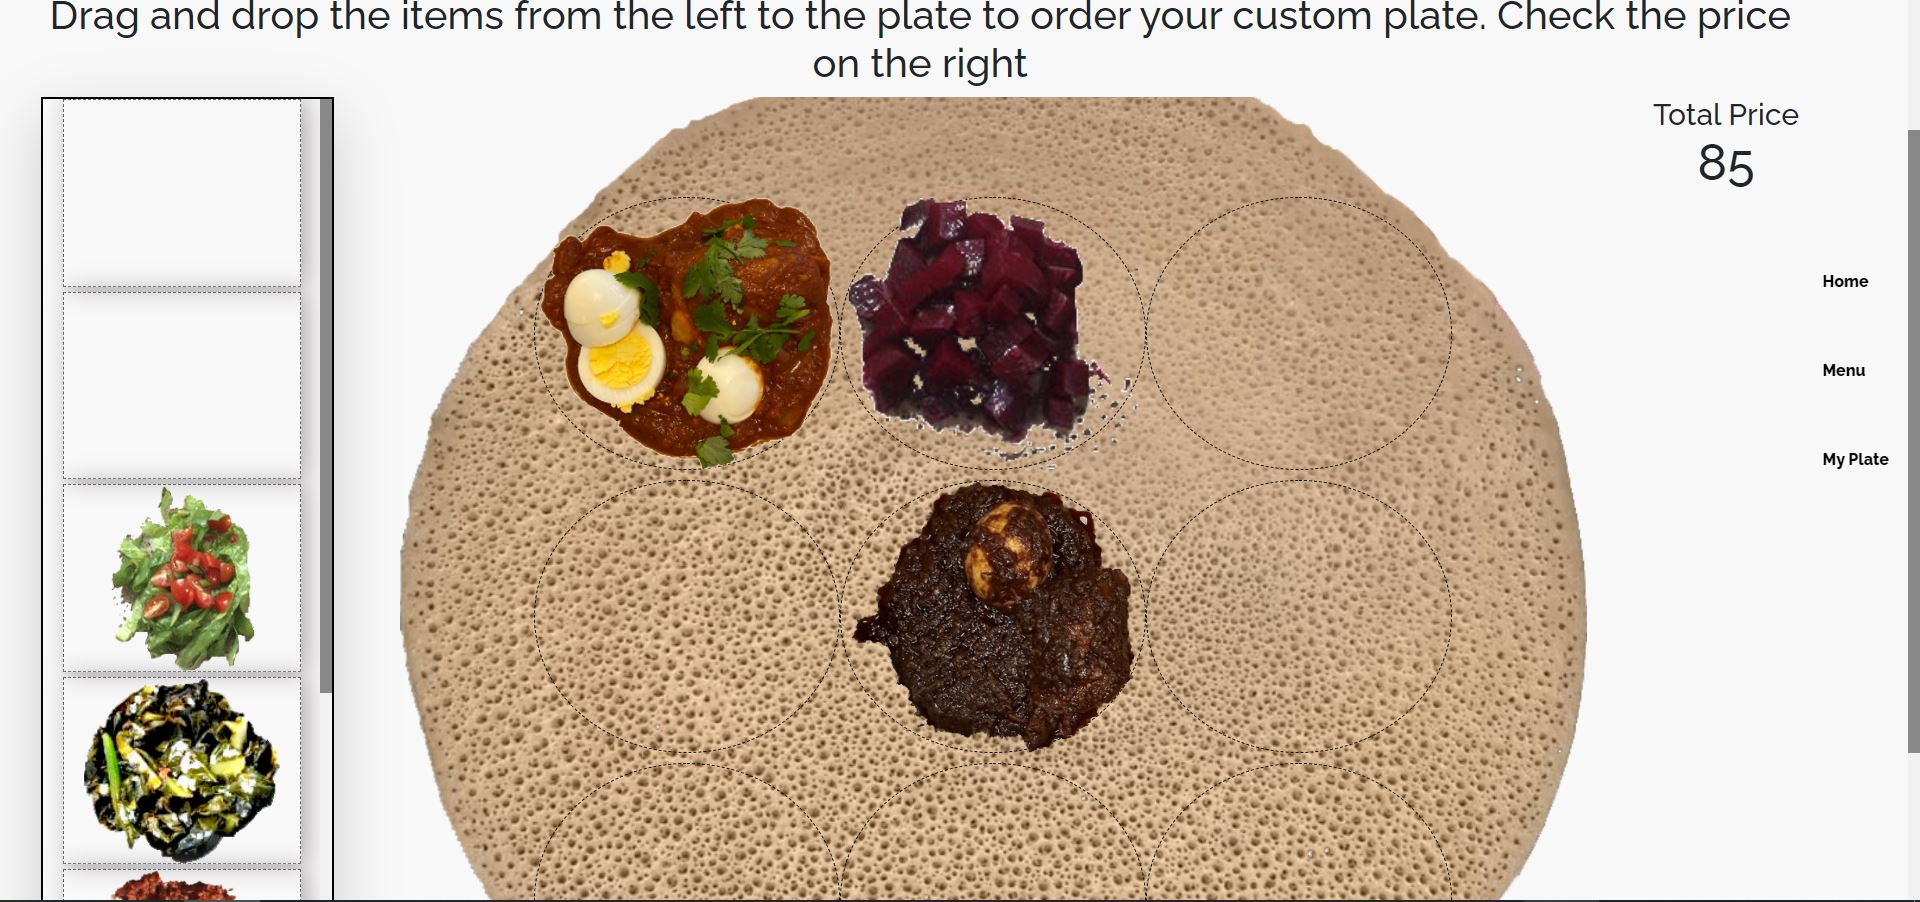 Drag and drop the items from the left to the plate to order your custom plate. Check the price
on the right
Total Price
85
Home
Menu
My Plate